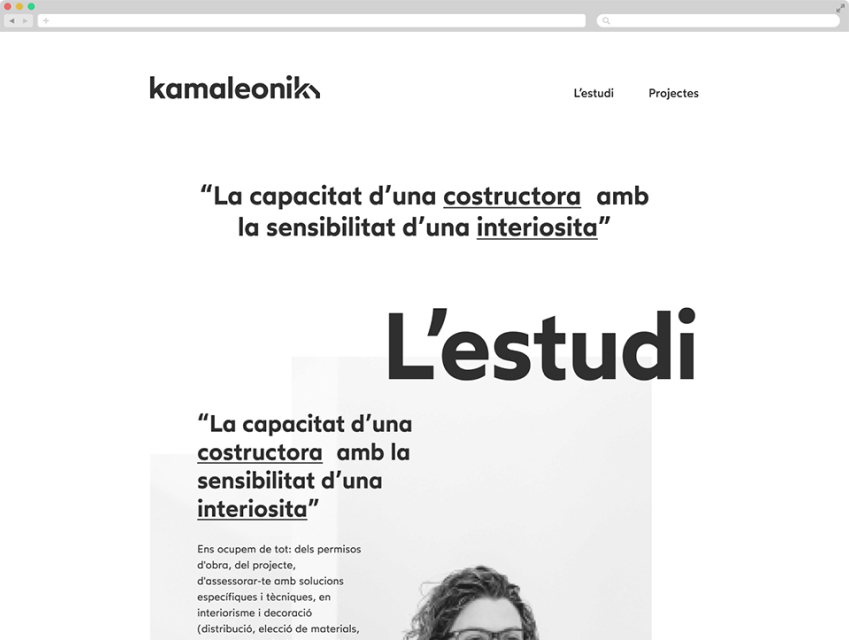 kamaleonik
L’estudi
Projectes
“La capacitat d’una costructora amb
la sensibilitat d’una interiosita”
L’estudi
“La capacitat d’una
costructora amb la
sensibilitat d’una
interiosita”
Ens ocupem de tot: dels permisos
d'obra, del projecte,
d'assessorar-te amb solucions
específiques i tècniques, en
interiorisme i decoració
(distribució, elecció de materials,